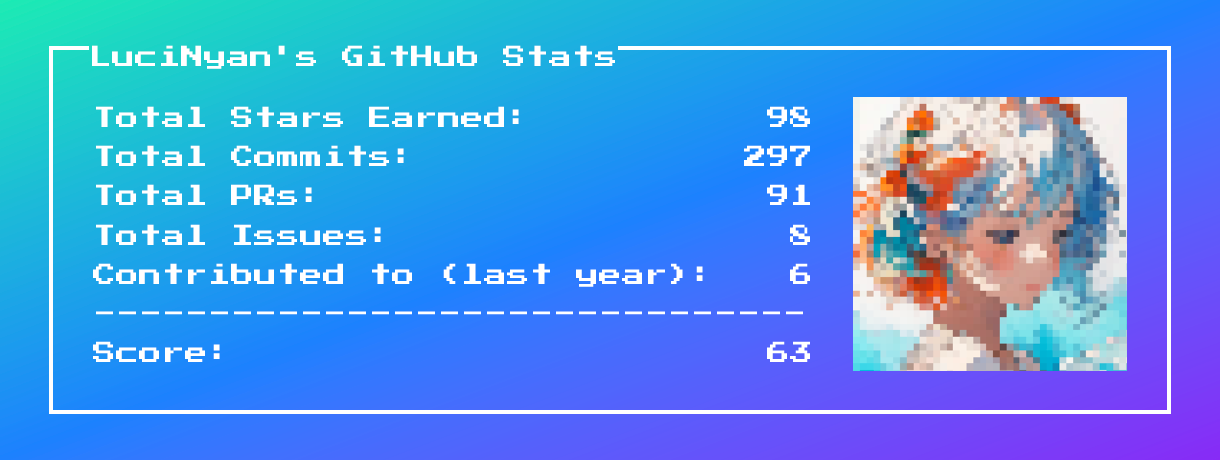 LuciNyan's GitHub Stats
Total Stars Earned: 98
Total Commits: 297
Total PRs: 91
Total Issues: 8
Contributed to (last year): 6
-------------------------------
Score: 63